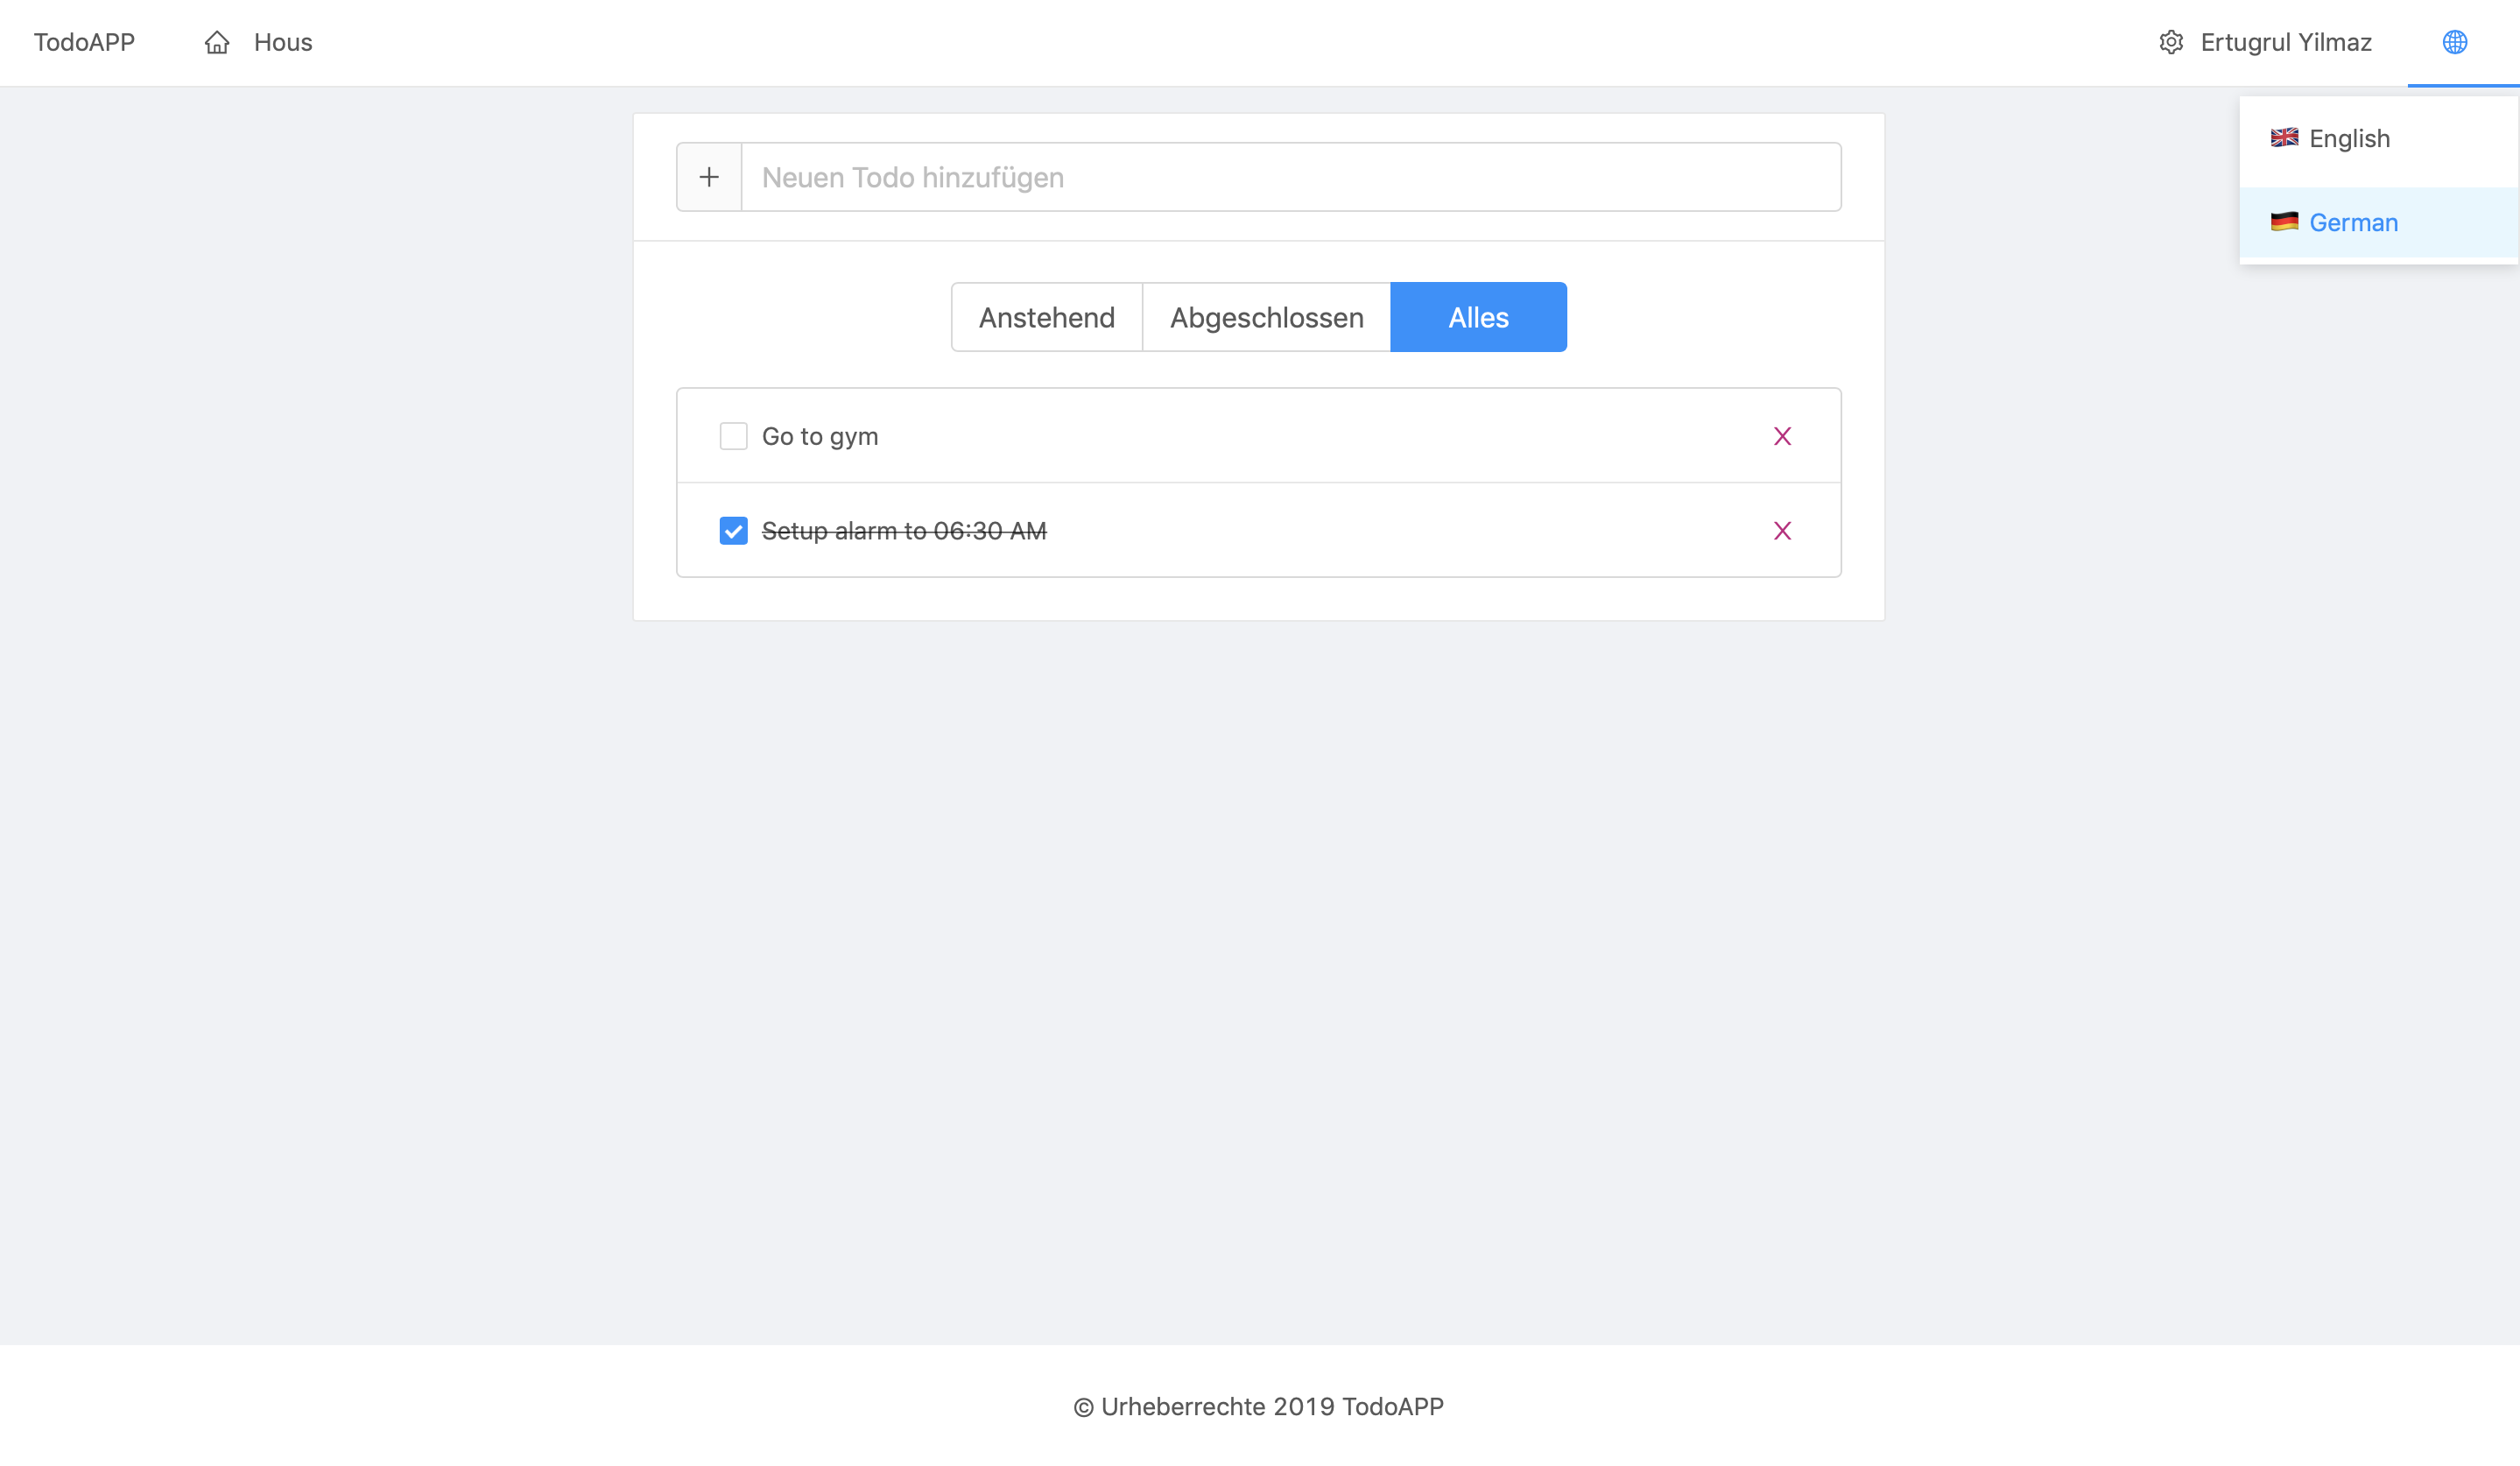 TodoAPP Hous Ertugrul Yilmaz
English
German
Neuen Todo hinzufügen
Anstehend Abgeschlossen Alles
Go to gym
Setup alarm to 06:30 AM
© Urheberrechte 2019 TodoAPP